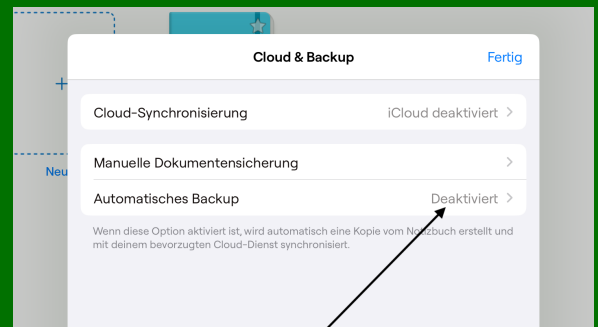 Cloud & Backup
Fertig
Cloud-Synchronisierung
iCloud deaktiviert
Manuelle Dokumentensicherung
Neu
Automatisches Backup
Deaktiviert
Wenn diese Option aktiviert ist, wird automatisch eine Kopie vom Notizbuch erstellt und
mit deinem bevorzugten Cloud-Dienst synchronisiert.